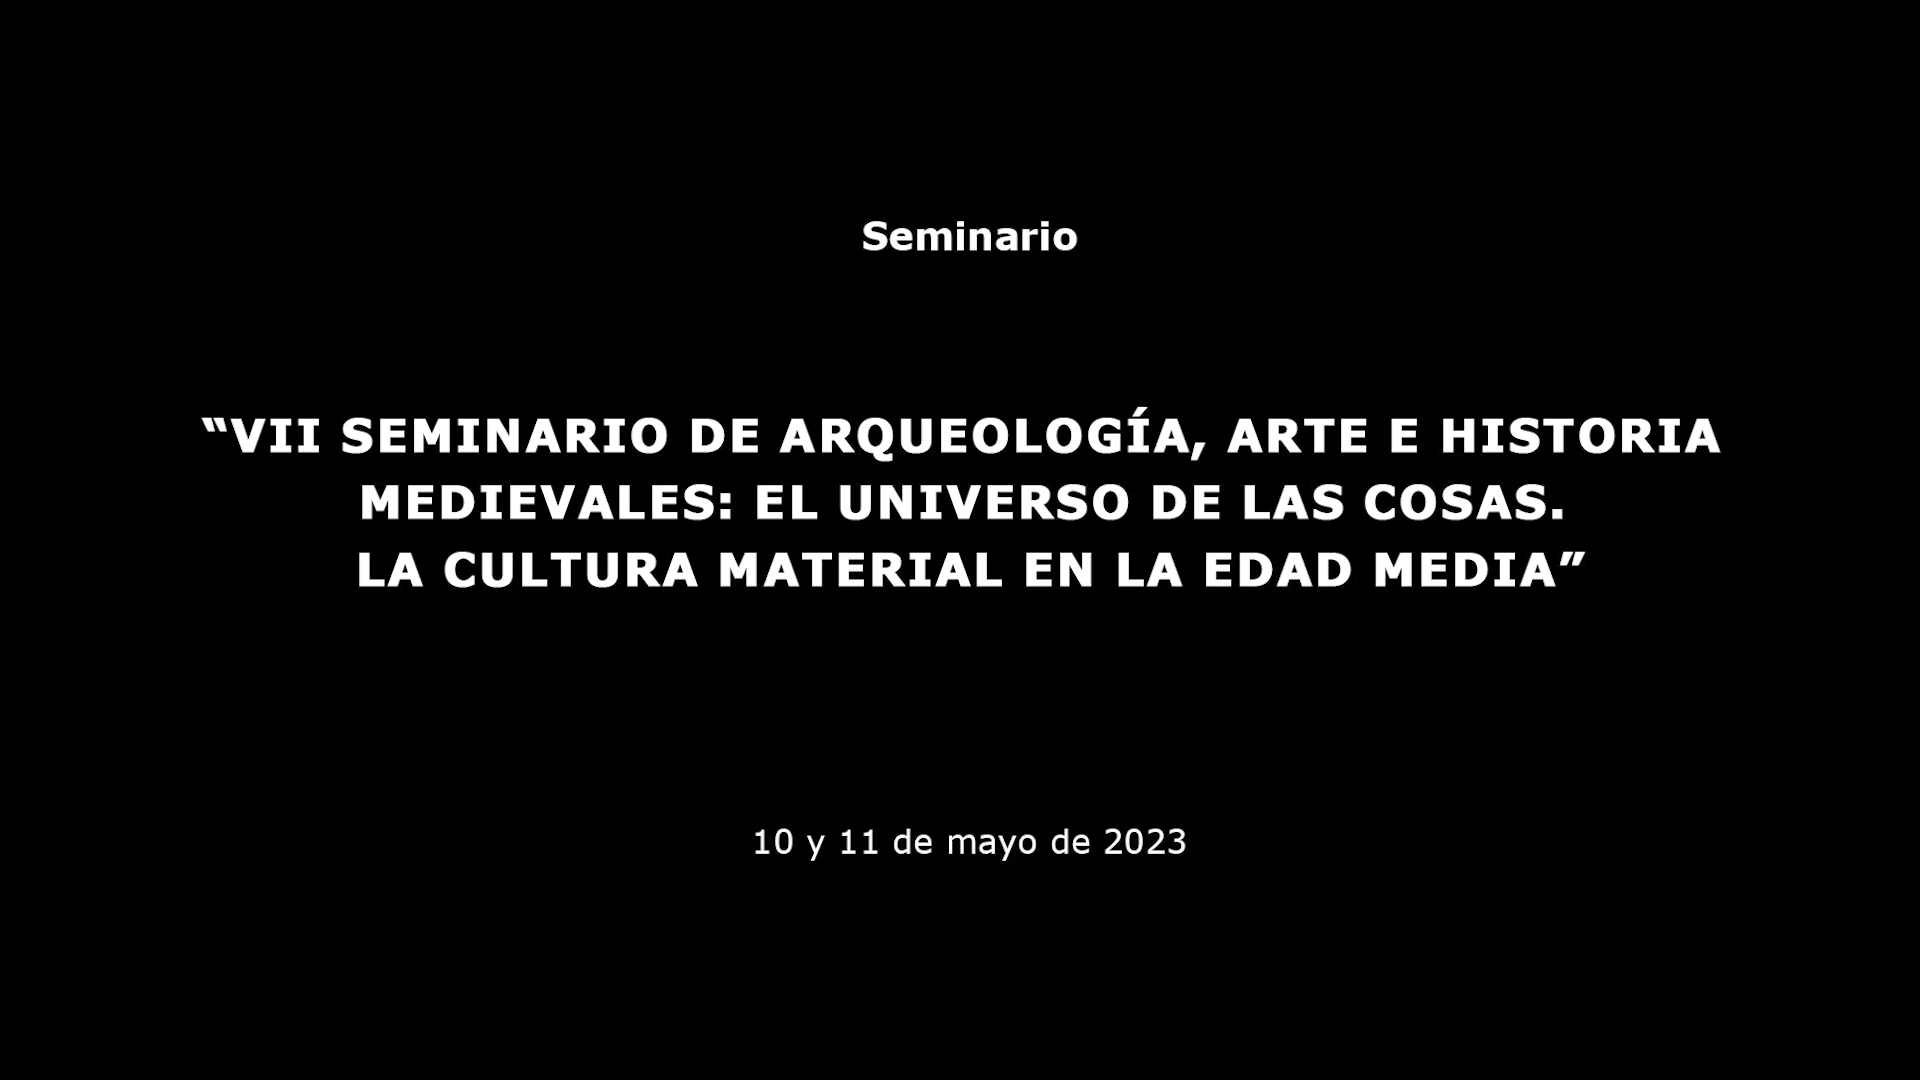 Seminario
“VII SEMINARIO DE ARQUEOLOGÍA, ARTE E HISTORIA
MEDIEVALES: EL UNIVERSO DE LAS COSAS.
LA CULTURA MATERIAL EN LA EDAD MEDIA”
10 y 11 de mayo de 2023